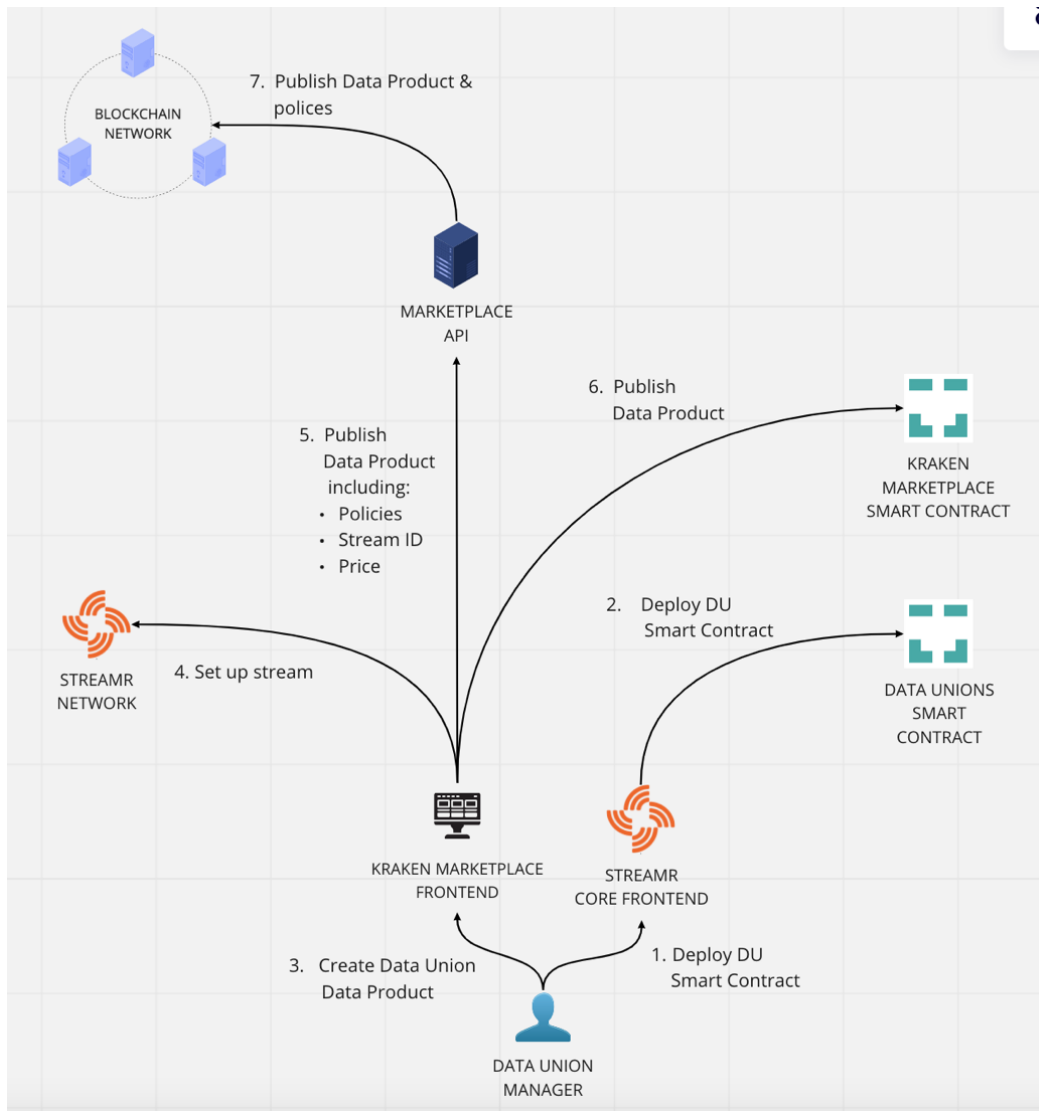 7. Publish Data Product &
polices
BLOCKCHAIN
NETWORK
MARKETPLACE
API
6. Publish
Data Product
5. Publish
Data Product
including:
• Policies
• Stream ID
• Price
KRAKEN
MARKETPLACE
SMART CONTRACT
2. Deploy DU
Smart Contract
4. Set up stream
STREAMR
NETWORK
DATA UNIONS
SMART
CONTRACT
KRAKEN MARKETPLACE
FRONTEND
STREAMR
CORE FRONTEND
3. Create Data Union
Data Product
1. Deploy DU
Smart Contract
DATA UNION
MANAGER